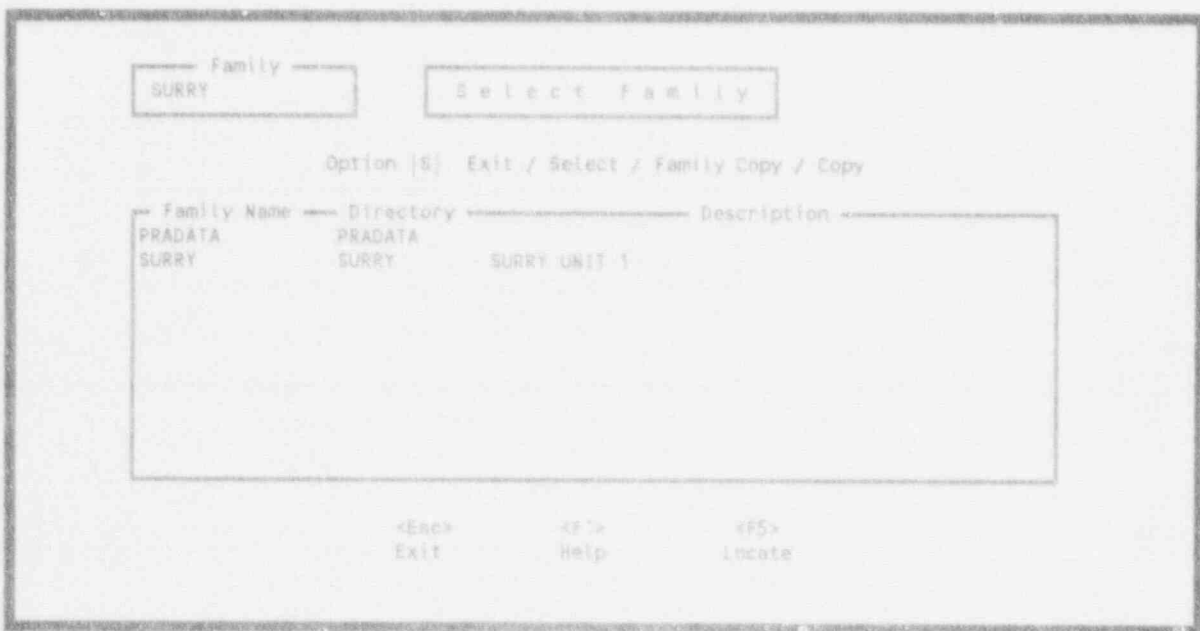 Family
SURRY
Select Family
Option |S| Exit / Select / Family Copy / Copy
Family Name Directory Description
PRADATA PRADATA
SURRY SURRY SURRY UNIT 1
<Esc> <F5>
Exit Help Locate